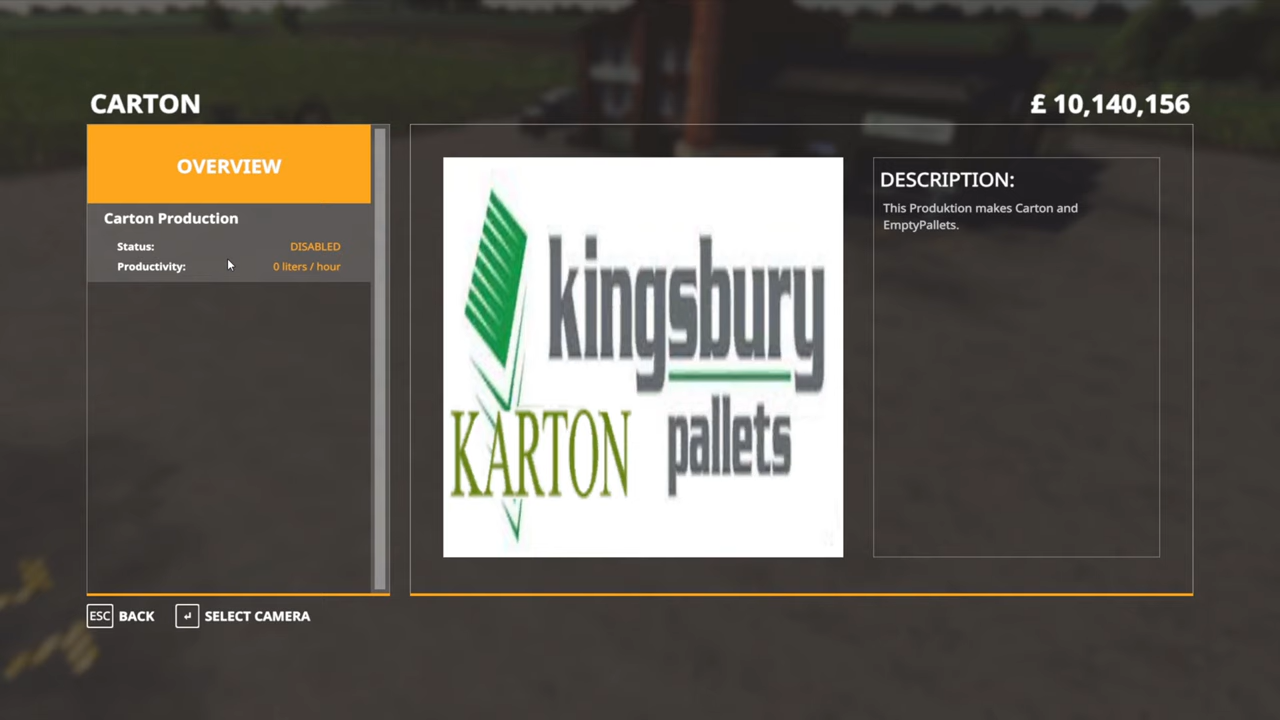 CARTON
£ 10,140,156
OVERVIEW
Carton Production
Status: DISABLED
Productivity: 0 liters / hour
kingsbury
KARTON
pallets
DESCRIPTION:
This Produktion makes Carton and
EmptyPallets.
ESC BACK ↵ SELECT CAMERA